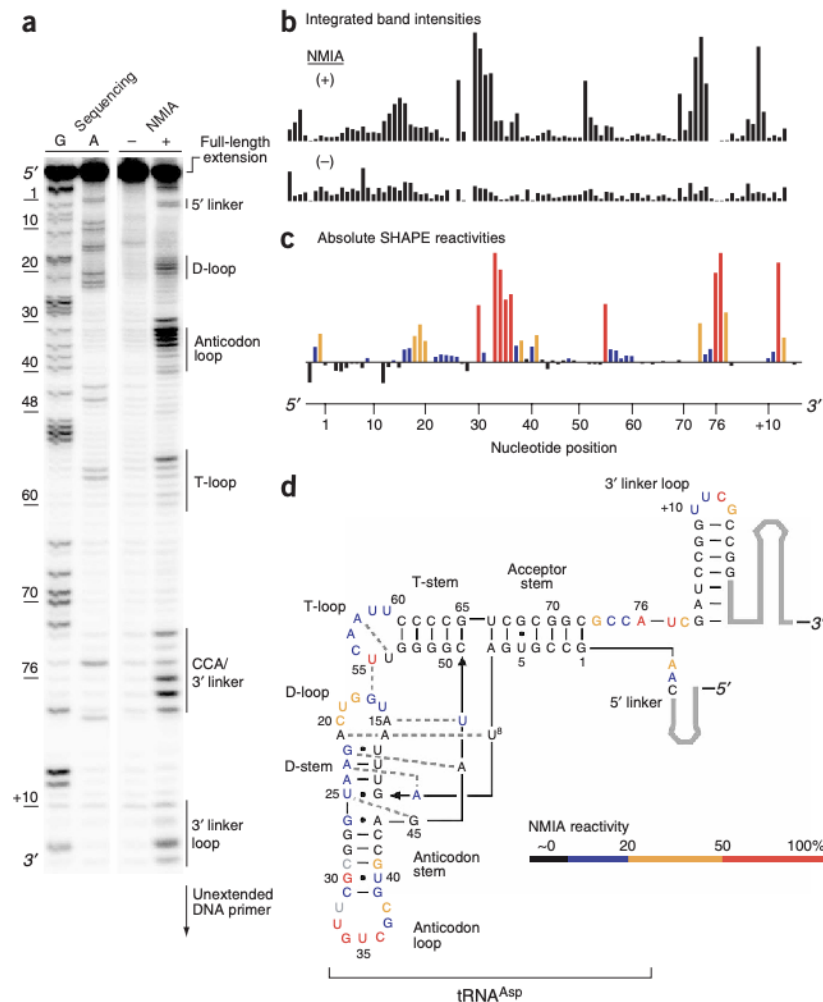 a
Sequencing
NMIA
G A – +
Full-length
extension
5′
1
5′ linker
10
20
D-loop
30
Anticodon
loop
40
48
T-loop
60
70
CCA/
3′ linker
76
+10
3′ linker
loop
3′
Unextended
DNA primer
b Integrated band intensities
NMIA
(+)
(–)
c Absolute SHAPE reactivities
5′ 3′
1 10 20 30 40 50 60 70 76 +10
Nucleotide position
d
3′ linker loop
U U C
+10 U G
G – C
G – C
C – G
C – G
U
A
G
3′
T-stem
Acceptor
stem
T-loop
60 65 70 76
A U U C C C C G U C G C G G C G C C A – U C
A A C U U G G G G C A G U G C C G
55 50 5 1
A
A
C
5′ linker
5′
D-loop
U G G U A
C 15 U
20 A A U8
D-stem G U A
A U
A U
25 U G A
G A G
G C 45
G C
C G Anticodon
30 G U 40 stem
C G
U C
U G
G U C
35
Anticodon
loop
NMIA reactivity
~0 20 50 100%
tRNAAsp